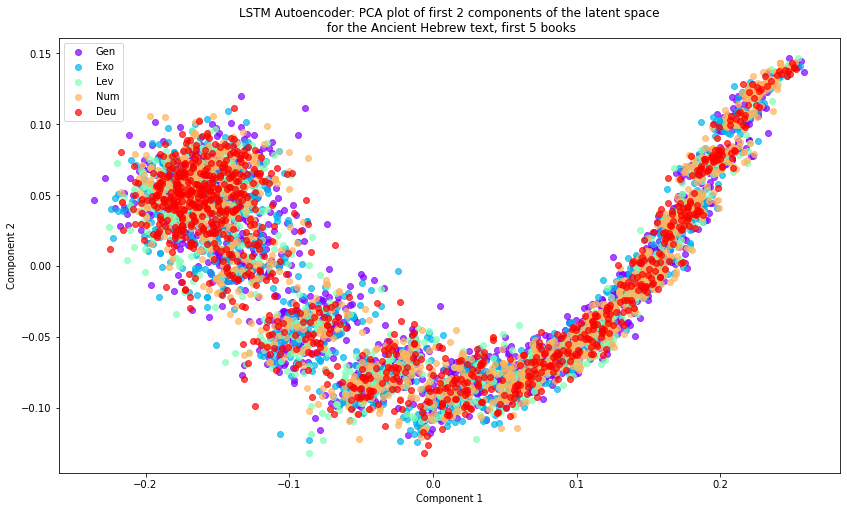 LSTM Autoencoder: PCA plot of first 2 components of the latent space
for the Ancient Hebrew text, first 5 books
Gen
Exo
Lev
Num
Deu
Component 2
0.15
0.10
0.05
0.00
−0.05
−0.10
−0.2
−0.1
0.0
0.1
0.2
Component 1